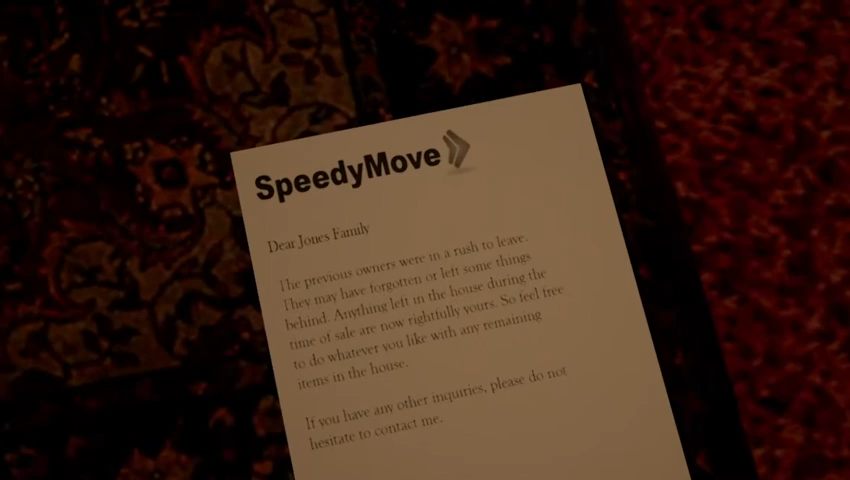 SpeedyMove
Dear Jones Family
The previous owners were in a rush to leave.
They may have forgotten or left some things
behind. Anything left in the house during the
time of sale are now rightfully yours. So feel free
to do whatever you like with any remaining
items in the house.
If you have any other inquiries, please do not
hesitate to contact me.